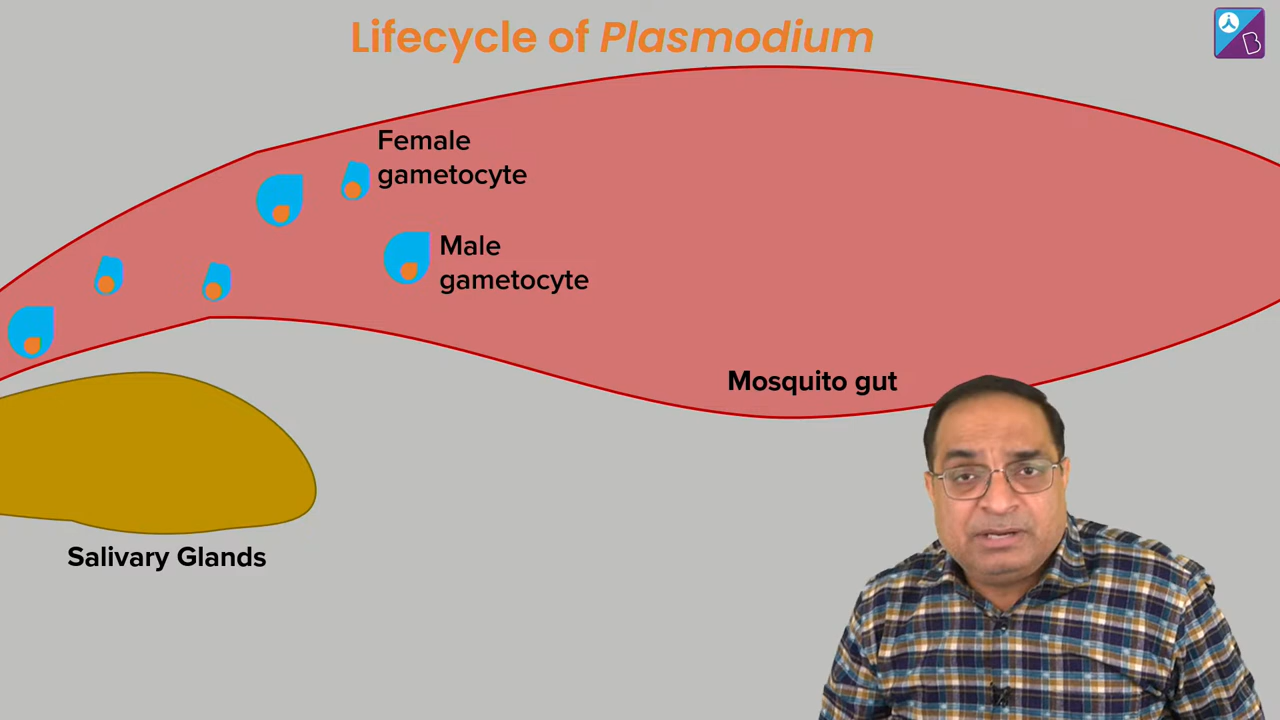 Lifecycle of Plasmodium
Female
gametocyte
Male
gametocyte
Mosquito gut
Salivary Glands
B